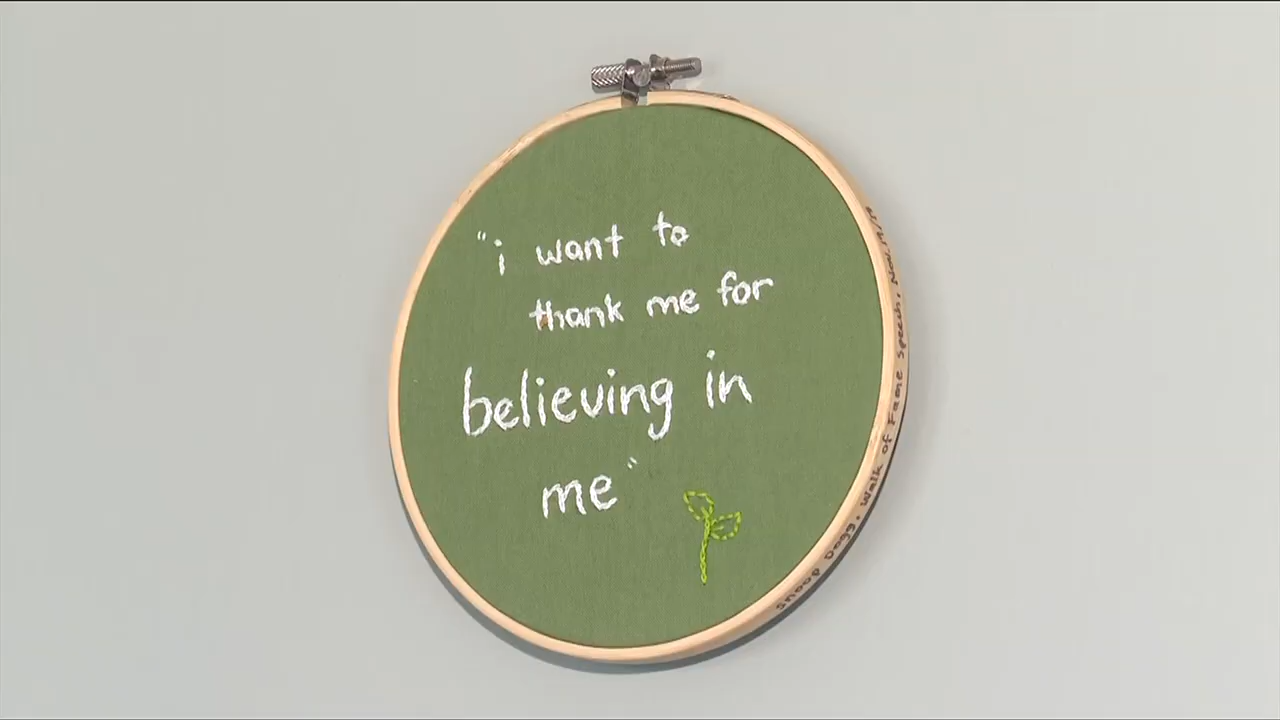 "i want to
thank me for
believing in
me"
Snoop Dogg, Walk of Fame Speech, Nov. 19/18